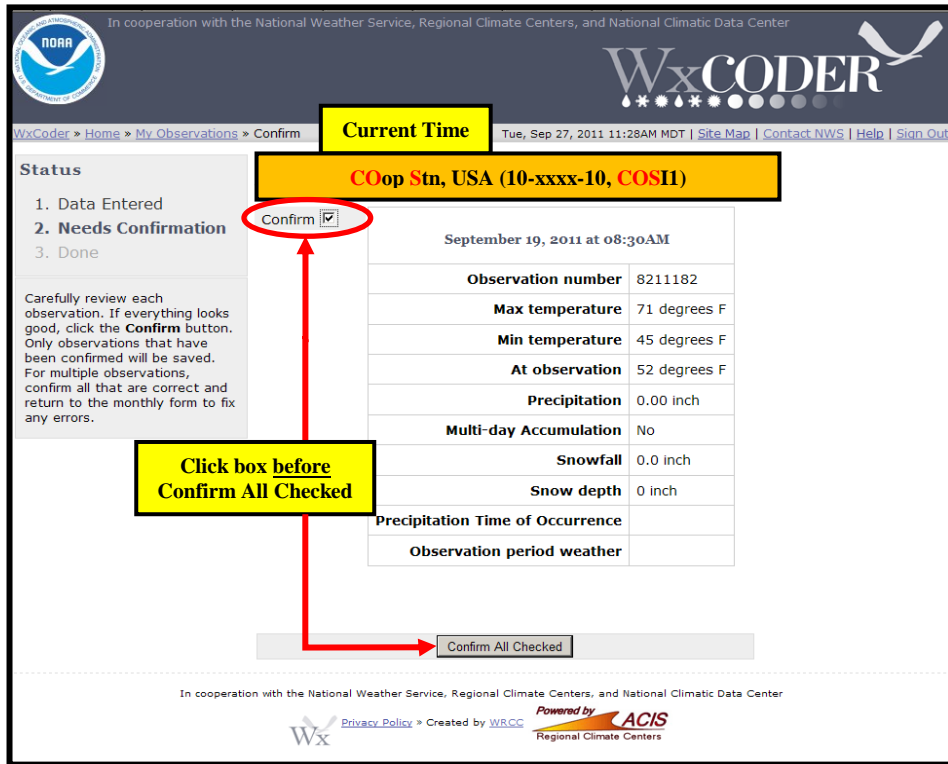 In cooperation with the National Weather Service, Regional Climate Centers, and National Climatic Data Center
NATIONAL OCEANIC AND ATMOSPHERIC ADMINISTRATION
NOAA
U.S. DEPARTMENT OF COMMERCE
WxCODER
WxCoder » Home » My Observations » Confirm
Current Time
Tue, Sep 27, 2011 11:28AM MDT | Site Map | Contact NWS | Help | Sign Out
COop Stn, USA (10-xxxx-10, COSI1)
Status
1. Data Entered
2. Needs Confirmation
3. Done
Carefully review each
observation. If everything looks
good, click the Confirm button.
Only observations that have
been confirmed will be saved.
For multiple observations,
confirm all that are correct and
return to the monthly form to fix
any errors.
Confirm
September 19, 2011 at 08:30AM
Observation number 8211182
Max temperature 71 degrees F
Min temperature 45 degrees F
At observation 52 degrees F
Precipitation 0.00 inch
Multi-day Accumulation No
Snowfall 0.0 inch
Snow depth 0 inch
Precipitation Time of Occurrence
Observation period weather
Click box before
Confirm All Checked
Confirm All Checked
In cooperation with the National Weather Service, Regional Climate Centers, and National Climatic Data Center
Wx
Privacy Policy » Created by WRCC
Powered by
ACIS
Regional Climate Centers